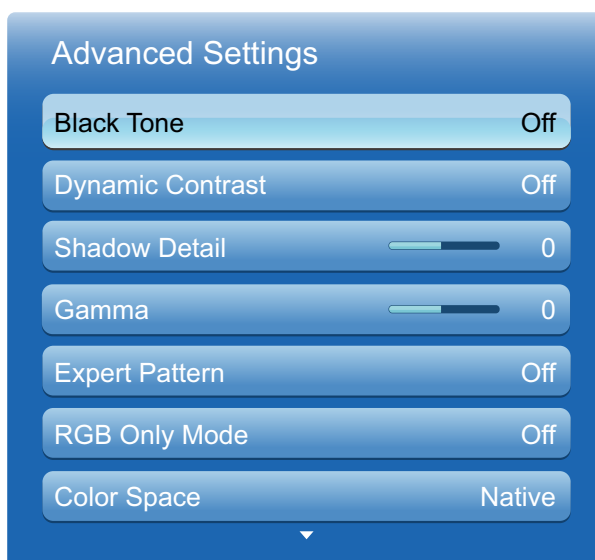 Advanced Settings
Black Tone Off
Dynamic Contrast Off
Shadow Detail 0
Gamma 0
Expert Pattern Off
RGB Only Mode Off
Color Space Native